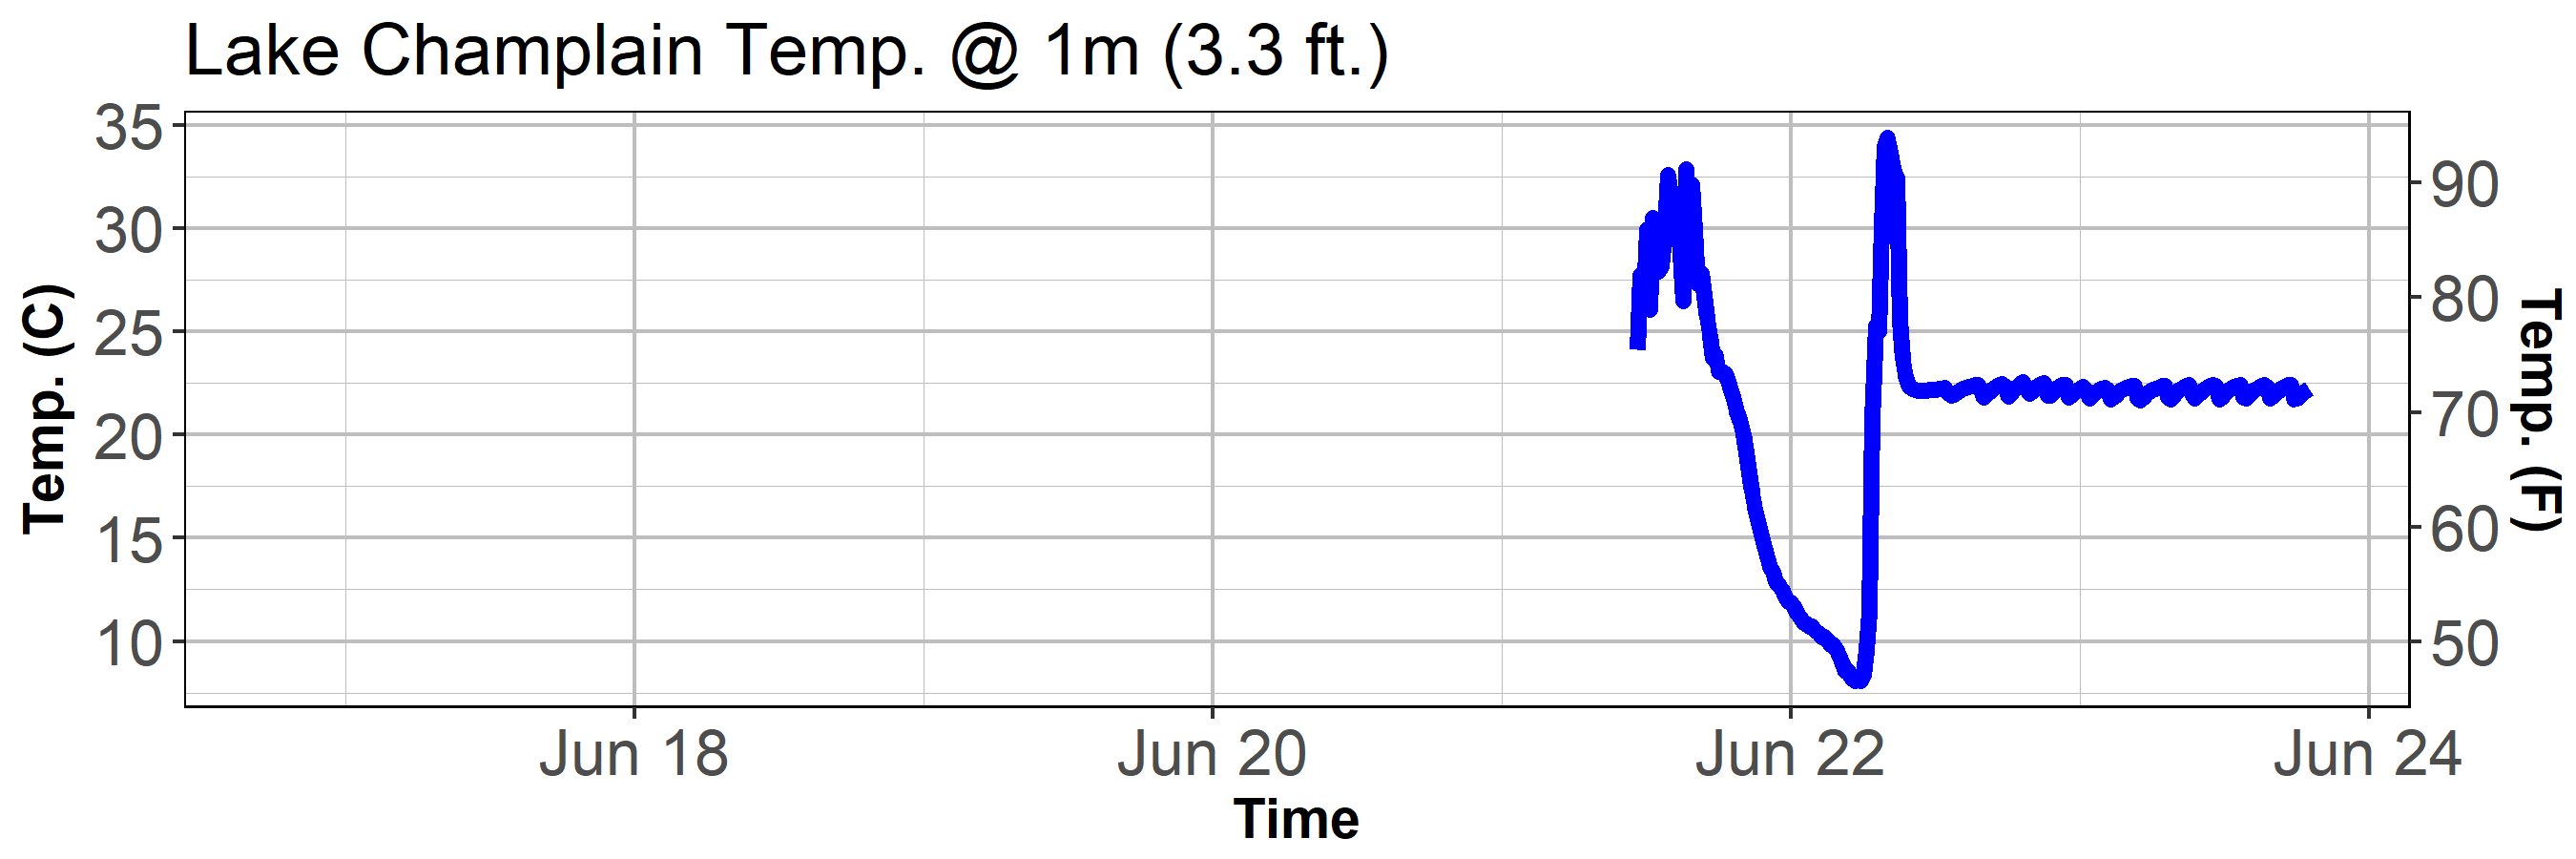 Lake Champlain Temp. @ 1m (3.3 ft.)
35
30
25
20
15
10
Temp. (C)
90
80
70
60
50
Temp. (F)
Jun 18
Jun 20
Jun 22
Jun 24
Time